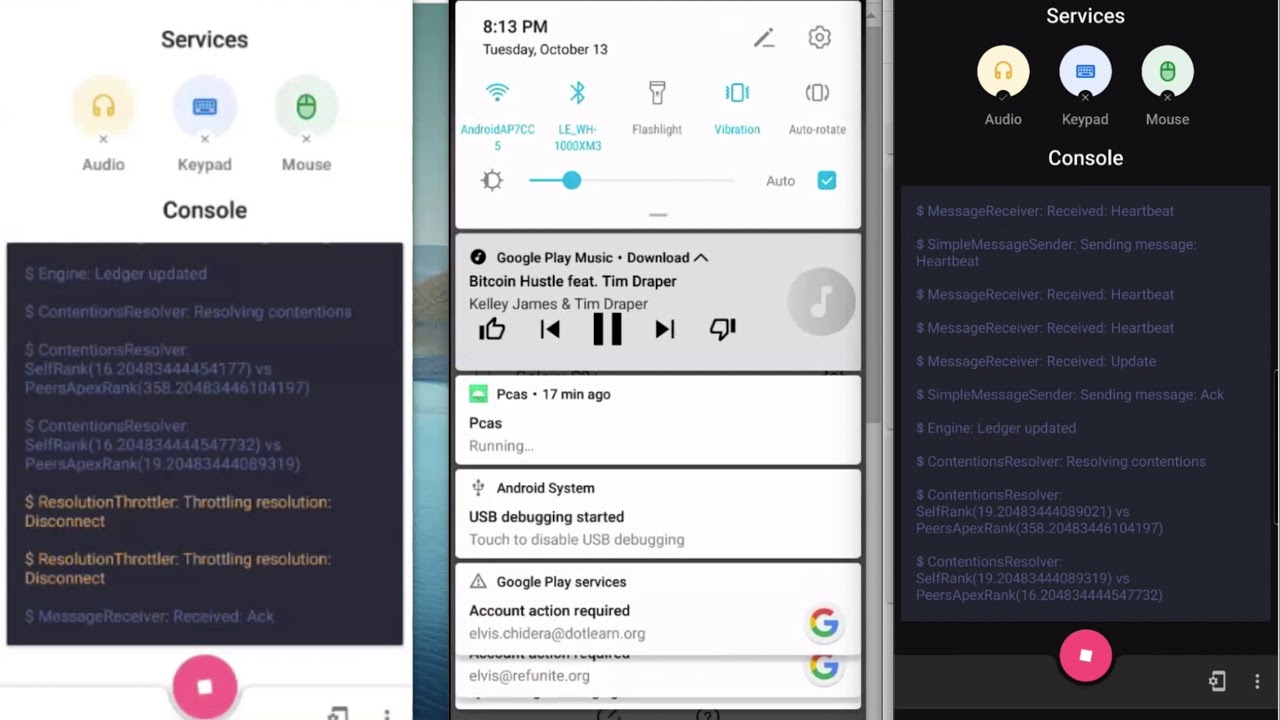 Services
Audio
Keypad
Mouse
Console
$ Engine: Ledger updated
$ ContentionsResolver: Resolving contentions
$ ContentionsResolver:
SelfRank(16.20483444454177) vs
PeersApexRank(358.20483446104197)
$ ContentionsResolver:
SelfRank(16.204834444547732) vs
PeersApexRank(19.204834444089319)
$ ResolutionThrottler: Throttling resolution:
Disconnect
$ ResolutionThrottler: Throttling resolution:
Disconnect
$ MessageReceiver: Received: Ack
8:13 PM
Tuesday, October 13
AndroidAP7CC
5
LE_WH-
1000XM3
Flashlight
Vibration
Auto-rotate
Auto
Google Play Music • Download
Bitcoin Hustle feat. Tim Draper
Kelley James & Tim Draper
Pcas • 17 min ago
Pcas
Running...
Android System
USB debugging started
Touch to disable USB debugging
Google Play services
Account action required
elvis.chidera@dotlearn.org
Account action required
elvis@refunite.org
Services
Audio
Keypad
Mouse
Console
$ MessageReceiver: Received: Heartbeat
$ SimpleMessageSender: Sending message:
Heartbeat
$ MessageReceiver: Received: Heartbeat
$ MessageReceiver: Received: Heartbeat
$ MessageReceiver: Received: Update
$ SimpleMessageSender: Sending message: Ack
$ Engine: Ledger updated
$ ContentionsResolver: Resolving contentions
$ ContentionsResolver:
SelfRank(19.20483444089021) vs
PeersApexRank(358.20483446104197)
$ ContentionsResolver:
SelfRank(19.20483444089319) vs
PeersApexRank(16.204834444547732)